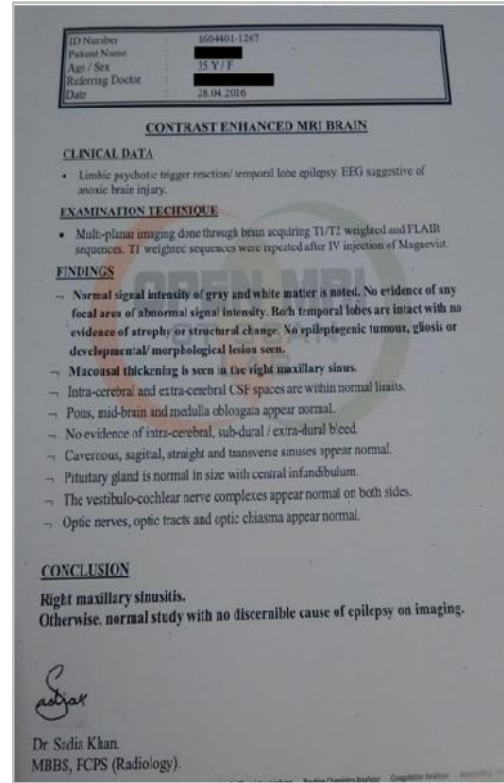 ID Number : 1604401-1267
Patient Name :
Age / Sex : 35 Y / F
Referring Doctor :
Date : 28.04.2016
CONTRAST ENHANCED MRI BRAIN
CLINICAL DATA
• Limbic psychotic trigger reaction/ temporal lobe epilepsy. EEG suggestive of
anoxic brain injury.
EXAMINATION TECHNIQUE
• Multi-planar imaging done through brain acquiring T1/T2 weighted and FLAIR
sequences. T1 weighted sequences were repeated after IV injection of Magnevist.
FINDINGS
¬ Normal signal intensity of gray and white matter is noted. No evidence of any
focal area of abnormal signal intensity. Both temporal lobes are intact with no
evidence of atrophy or structural change. No epileptogenic tumour, gliosis or
developmental/ morphological lesion seen.
¬ Macousal thickening is seen in the right maxillary sinus.
¬ Intra-cerebral and extra-cerebral CSF spaces are within normal limits.
¬ Pons, mid-brain and medulla oblongata appear normal.
¬ No evidence of intra-cerebral, sub-dural / extra-dural bleed.
¬ Cavernous, sagittal, straight and transverse sinuses appear normal.
¬ Pituitary gland is normal in size with central infandibulum.
¬ The vestibulo-cochlear nerve complexes appear normal on both sides.
¬ Optic nerves, optic tracts and optic chiasma appear normal.
OPEN MRI
CONCLUSION
Right maxillary sinusitis.
Otherwise, normal study with no discernible cause of epilepsy on imaging.
Dr Sadia Khan.
MBBS, FCPS (Radiology).